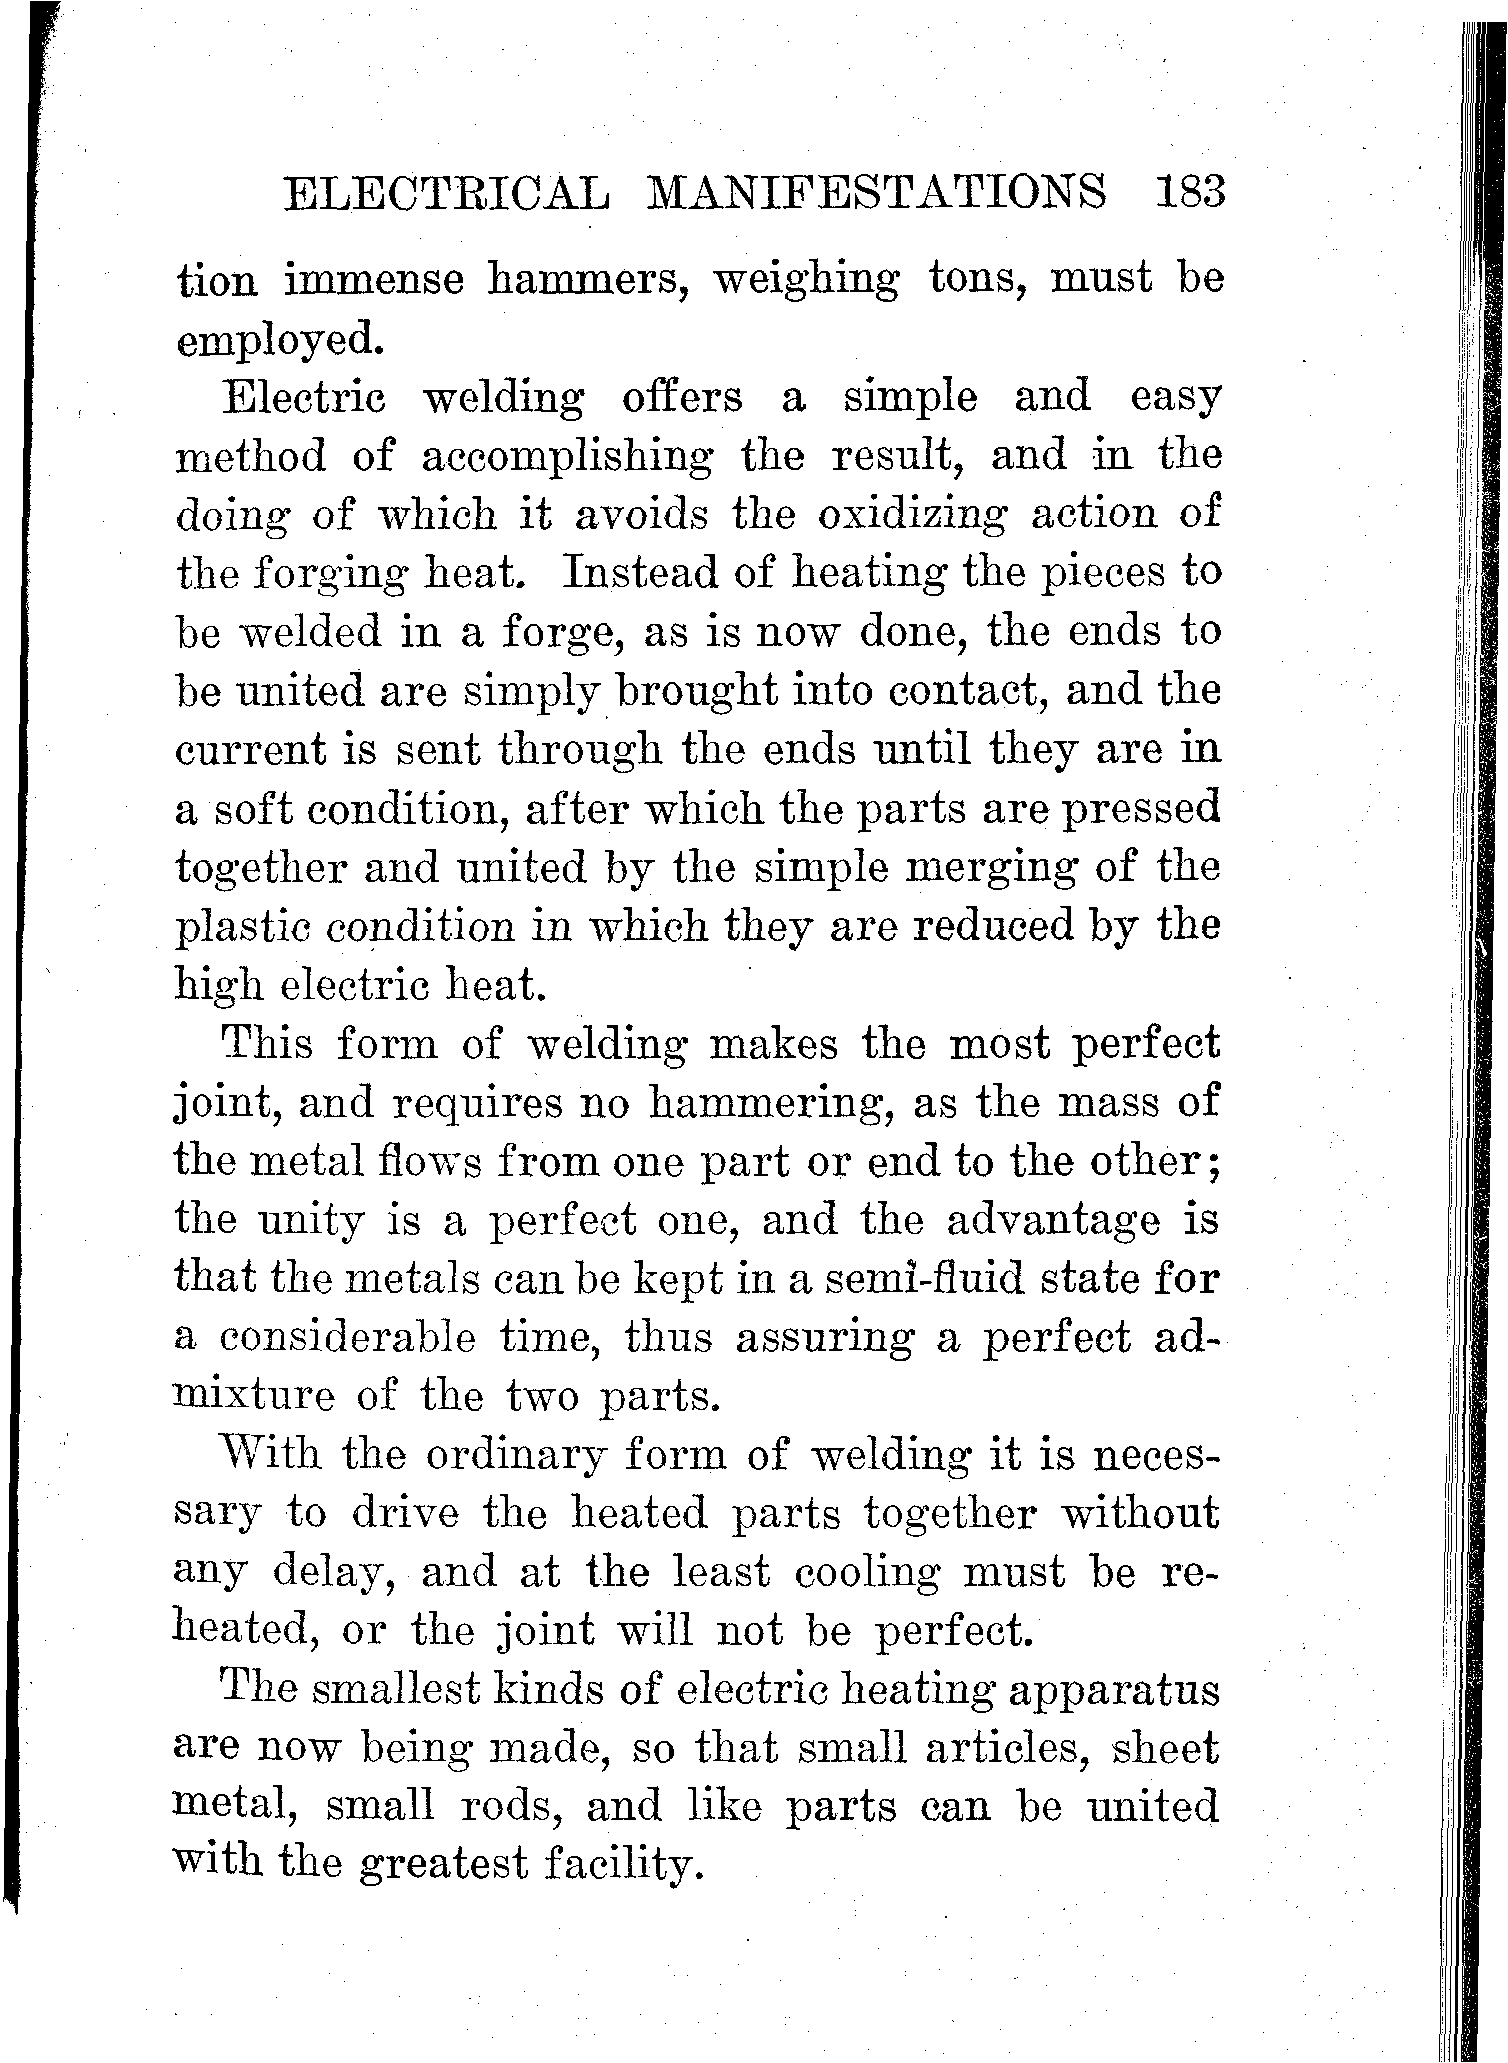 ELECTRICAL MANIFESTATIONS 183
tion immense hammers, weighing tons, must be
employed.
Electric welding offers a simple and easy
method of accomplishing the result, and in the
doing of which it avoids the oxidizing action of
the forging heat. Instead of heating the pieces to
be welded in a forge, as is now done, the ends to
be united are simply brought into contact, and the
current is sent through the ends until they are in
a soft condition, after which the parts are pressed
together and united by the simple merging of the
plastic condition in which they are reduced by the
high electric heat.
This form of welding makes the most perfect
joint, and requires no hammering, as the mass of
the metal flows from one part or end to the other;
the unity is a perfect one, and the advantage is
that the metals can be kept in a semi-fluid state for
a considerable time, thus assuring a perfect ad-
mixture of the two parts.
With the ordinary form of welding it is neces-
sary to drive the heated parts together without
any delay, and at the least cooling must be re-
heated, or the joint will not be perfect.
The smallest kinds of electric heating apparatus
are now being made, so that small articles, sheet
metal, small rods, and like parts can be united
with the greatest facility.